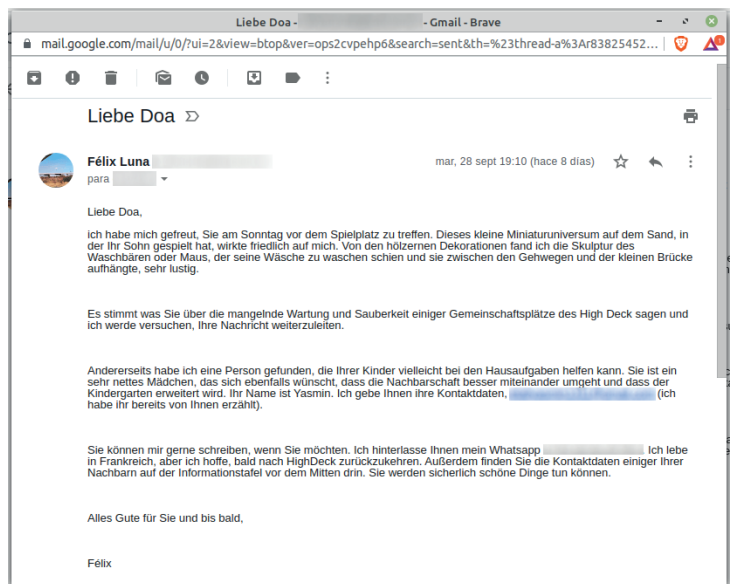 Liebe Doa - - Gmail - Brave
mail.google.com/mail/u/0/?ui=2&view=btop&ver=ops2cvpehp6&search=sent&th=%23thread-a%3Ar83825452...
Liebe Doa
Félix Luna
mar, 28 sept 19:10 (hace 8 días)
para
Liebe Doa,
ich habe mich gefreut, Sie am Sonntag vor dem Spielplatz zu treffen. Dieses kleine Miniaturuniversum auf dem Sand, in
der Ihr Sohn gespielt hat, wirkte friedlich auf mich. Von den hölzernen Dekorationen fand ich die Skulptur des
Waschbären oder Maus, der seine Wäsche zu waschen schien und sie zwischen den Gehwegen und der kleinen Brücke
aufhängte, sehr lustig.
Es stimmt was Sie über die mangelnde Wartung und Sauberkeit einiger Gemeinschaftsplätze des High Deck sagen und
ich werde versuchen, Ihre Nachricht weiterzuleiten.
Andererseits habe ich eine Person gefunden, die Ihrer Kinder vielleicht bei den Hausaufgaben helfen kann. Sie ist ein
sehr nettes Mädchen, das sich ebenfalls wünscht, dass die Nachbarschaft besser miteinander umgeht und dass der
Kindergarten erweitert wird. Ihr Name ist Yasmin. Ich gebe Ihnen ihre Kontaktdaten, (ich
habe ihr bereits von Ihnen erzählt).
Sie können mir gerne schreiben, wenn Sie möchten. Ich hinterlasse Ihnen mein Whatsapp Ich lebe
in Frankreich, aber ich hoffe, bald nach HighDeck zurückzukehren. Außerdem finden Sie die Kontaktdaten einiger Ihrer
Nachbarn auf der Informationstafel vor dem Mitten drin. Sie werden sicherlich schöne Dinge tun können.
Alles Gute für Sie und bis bald,
Félix